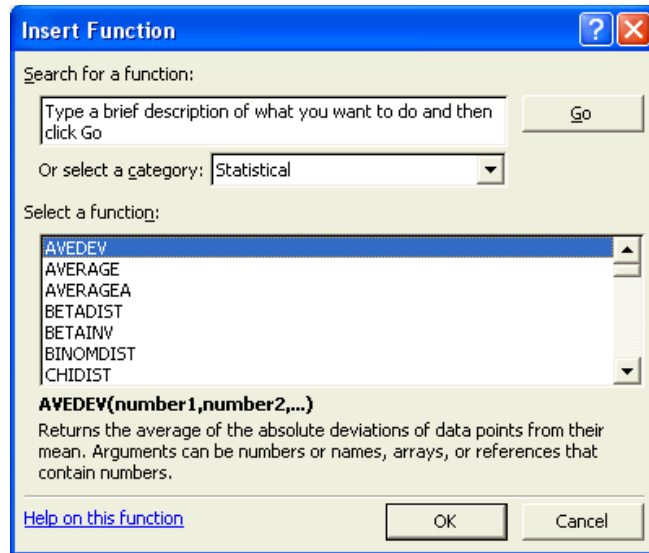 Insert Function
Search for a function:
Type a brief description of what you want to do and then
click Go
Go
Or select a category: Statistical
Select a function:
AVEDEV
AVERAGE
AVERAGEA
BETADIST
BETAINV
BINOMDIST
CHIDIST
AVEDEV(number1,number2,...)
Returns the average of the absolute deviations of data points from their
mean. Arguments can be numbers or names, arrays, or references that
contain numbers.
Help on this function
OK
Cancel